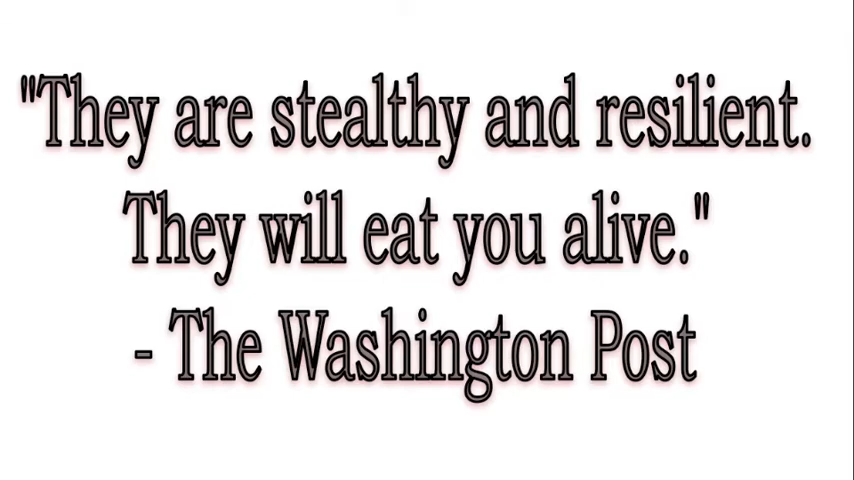 "They are stealthy and resilient.
They will eat you alive."
- The Washington Post